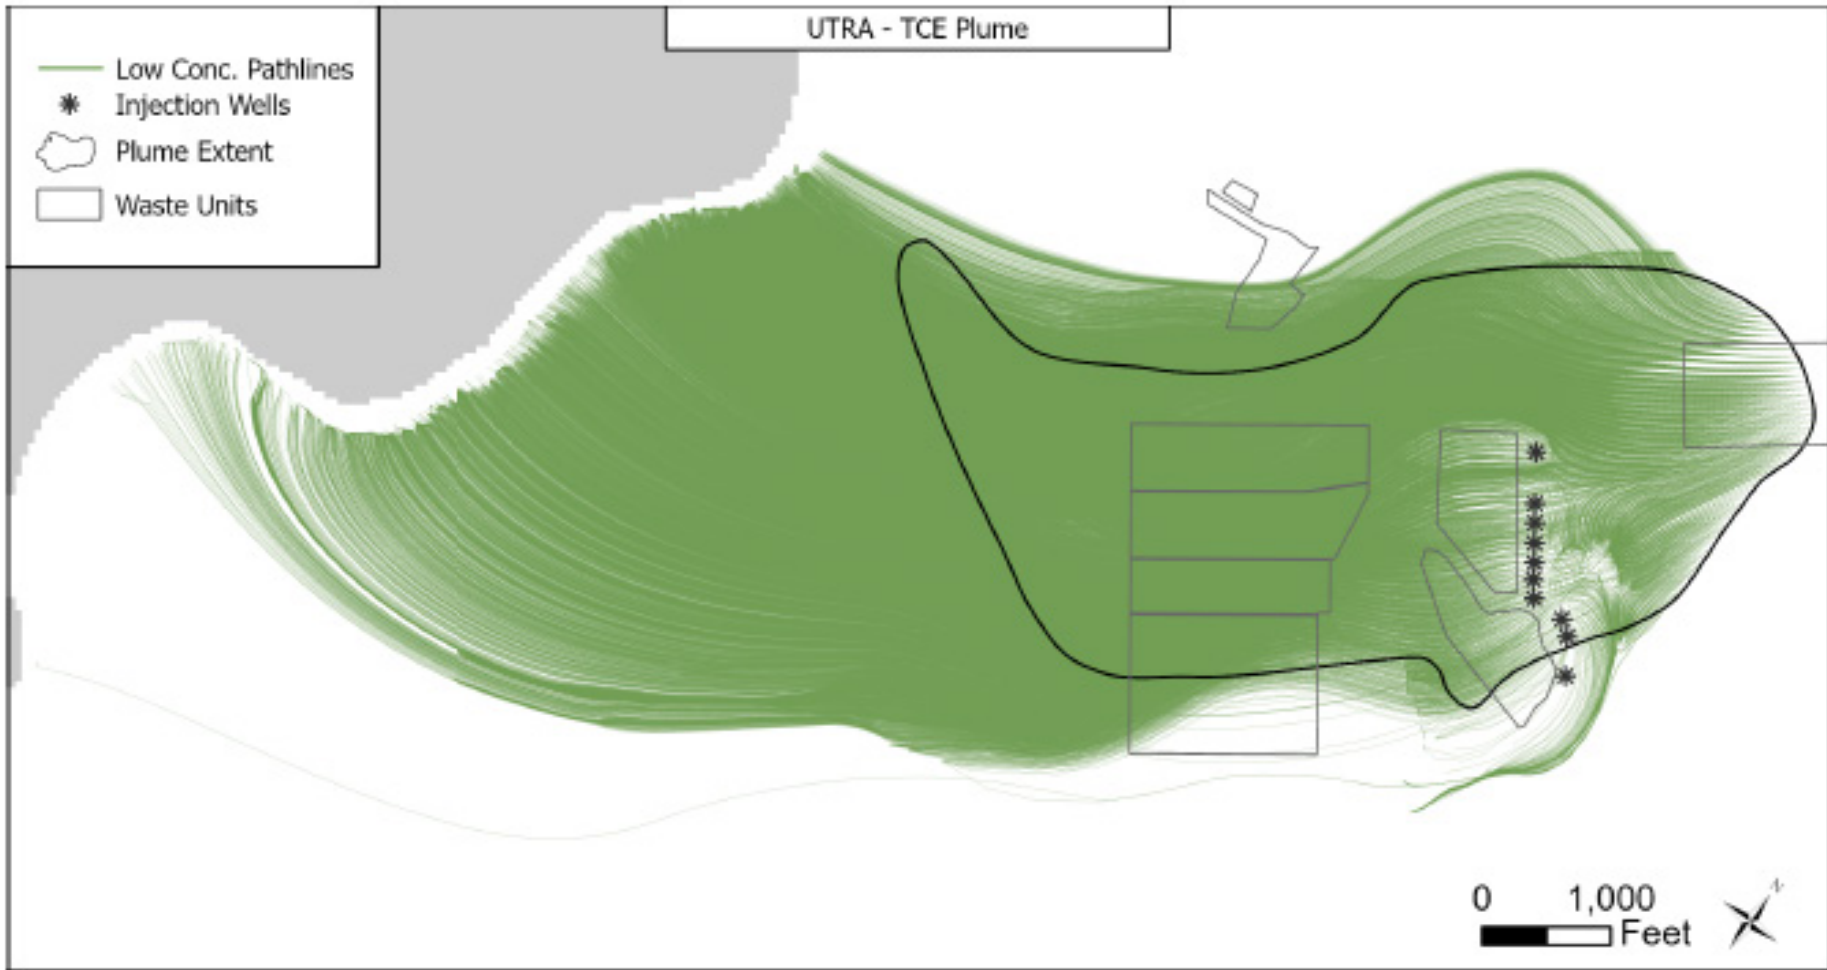 UTRA - TCE Plume
Low Conc. Pathlines
Injection Wells
Plume Extent
Waste Units
0 1,000
Feet
N